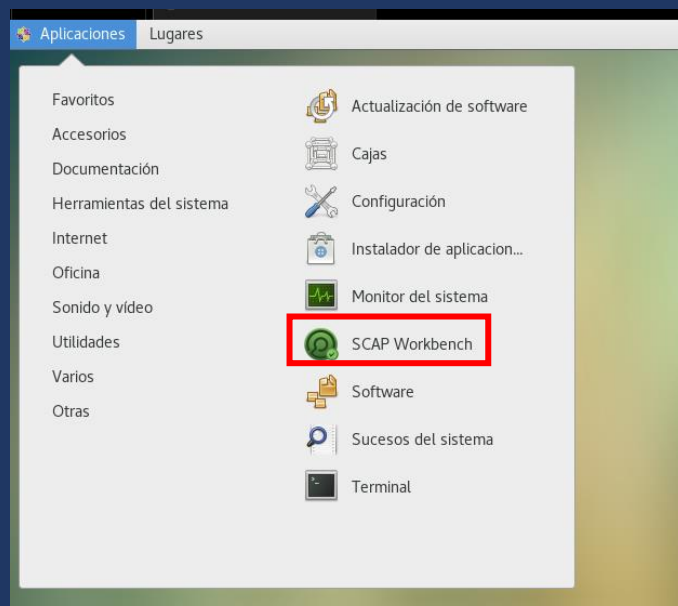 Aplicaciones Lugares
Favoritos
Accesorios
Documentación
Herramientas del sistema
Internet
Oficina
Sonido y vídeo
Utilidades
Varios
Otras
Actualización de software
Cajas
Configuración
Instalador de aplicacion...
Monitor del sistema
SCAP Workbench
Software
Sucesos del sistema
Terminal